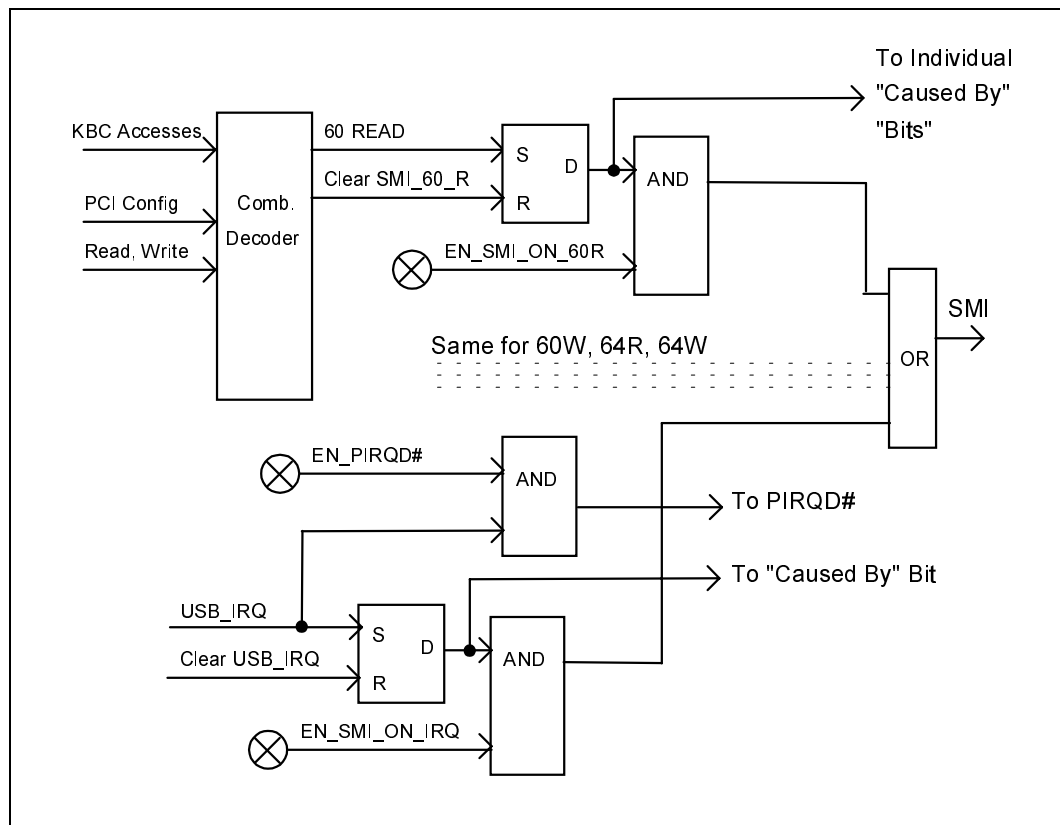 To Individual
"Caused By"
"Bits"
KBC Accesses
60 READ
S
D
AND
Clear SMI_60_R
R
PCI Config
Comb.
Decoder
Read, Write
EN_SMI_ON_60R
SMI
Same for 60W, 64R, 64W
OR
EN_PIRQD#
AND
To PIRQD#
To "Caused By" Bit
USB_IRQ
S
D
AND
Clear USB_IRQ
R
EN_SMI_ON_IRQ